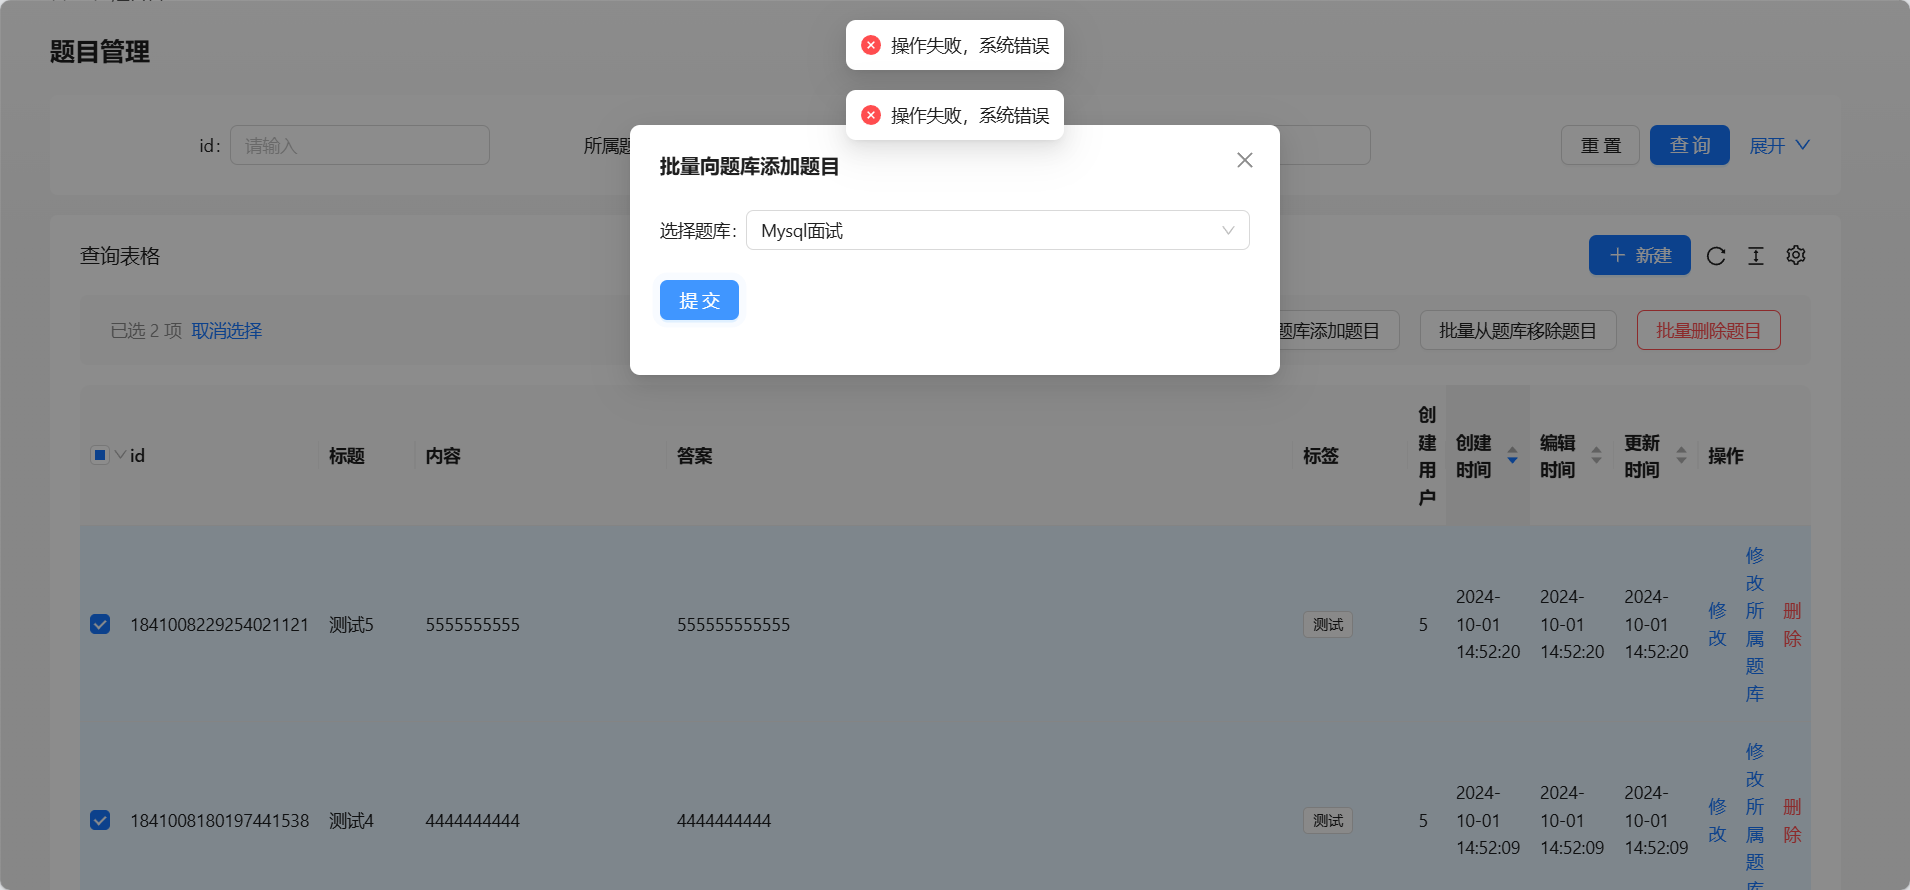 操作失败，系统错误
题目管理
操作失败，系统错误
id：
请输入
所属题
重 置
查 询
展开
批量向题库添加题目
选择题库：
Mysql面试
提 交
查询表格
新建
已选 2 项 取消选择
题库添加题目
批量从题库移除题目
批量删除题目
id
标题
内容
答案
标签
创建用户
创建时间
编辑时间
更新时间
操作
1841008229254021121
测试5
5555555555
555555555555
测试
5
2024-10-01 14:52:20
2024-10-01 14:52:20
2024-10-01 14:52:20
修改
修改所属题库
删除
1841008180197441538
测试4
4444444444
4444444444
测试
5
2024-10-01 14:52:09
2024-10-01 14:52:09
2024-10-01 14:52:09
修改
修改所属题
删除